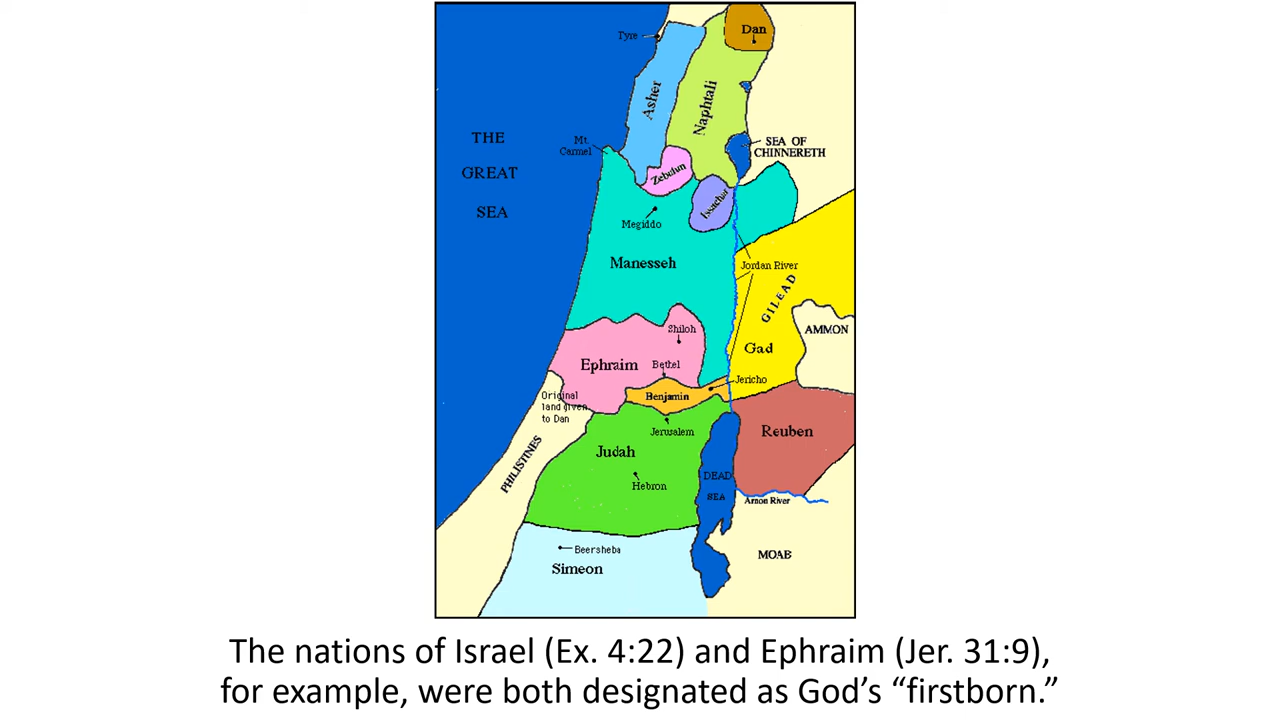 Dan
Tyre
Asher
Naphtali
THE
GREAT
SEA
Mt.
Carmel
SEA OF
CHINNERETH
Zebulun
Issachar
Megiddo
Manesseh
Jordan River
GILEAD
AMMON
Shiloh
Gad
Ephraim
Bethel
Jericho
Benjamin
Original
land given
to Dan
Jerusalem
Reuben
Judah
PHILISTINES
Hebron
DEAD
SEA
Arnon River
Beersheba
MOAB
Simeon
The nations of Israel (Ex. 4:22) and Ephraim (Jer. 31:9),
for example, were both designated as God’s “firstborn.”